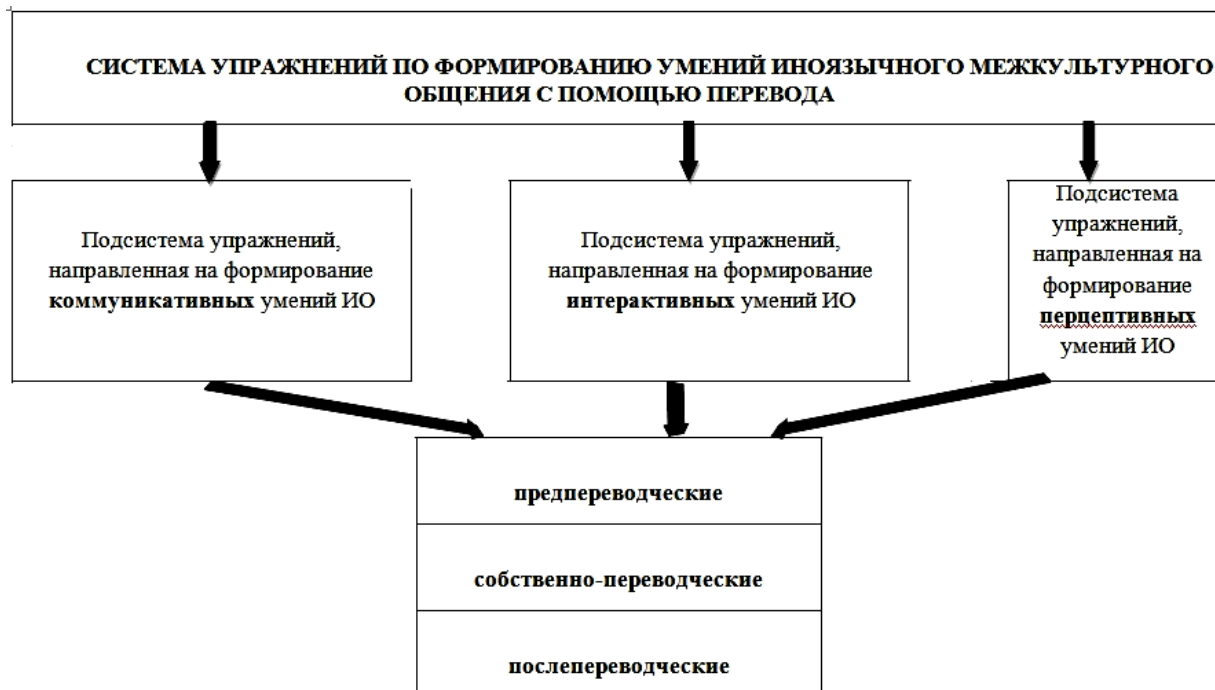 СИСТЕМА УПРАЖНЕНИЙ ПО ФОРМИРОВАНИЮ УМЕНИЙ ИНОЯЗЫЧНОГО МЕЖКУЛЬТУРНОГО
ОБЩЕНИЯ С ПОМОЩЬЮ ПЕРЕВОДА
Подсистема упражнений,
направленная на формирование
коммуникативных умений ИО
Подсистема упражнений,
направленная на формирование
интерактивных умений ИО
Подсистема
упражнений,
направленная на
формирование
перцептивных
умений ИО
предпереводческие
собственно-переводческие
послепереводческие